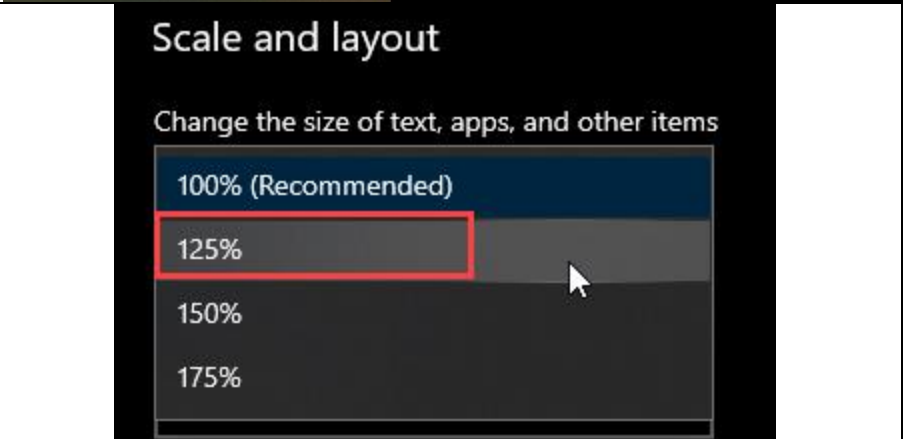 Scale and layout
Change the size of text, apps, and other items
100% (Recommended)
125%
150%
175%